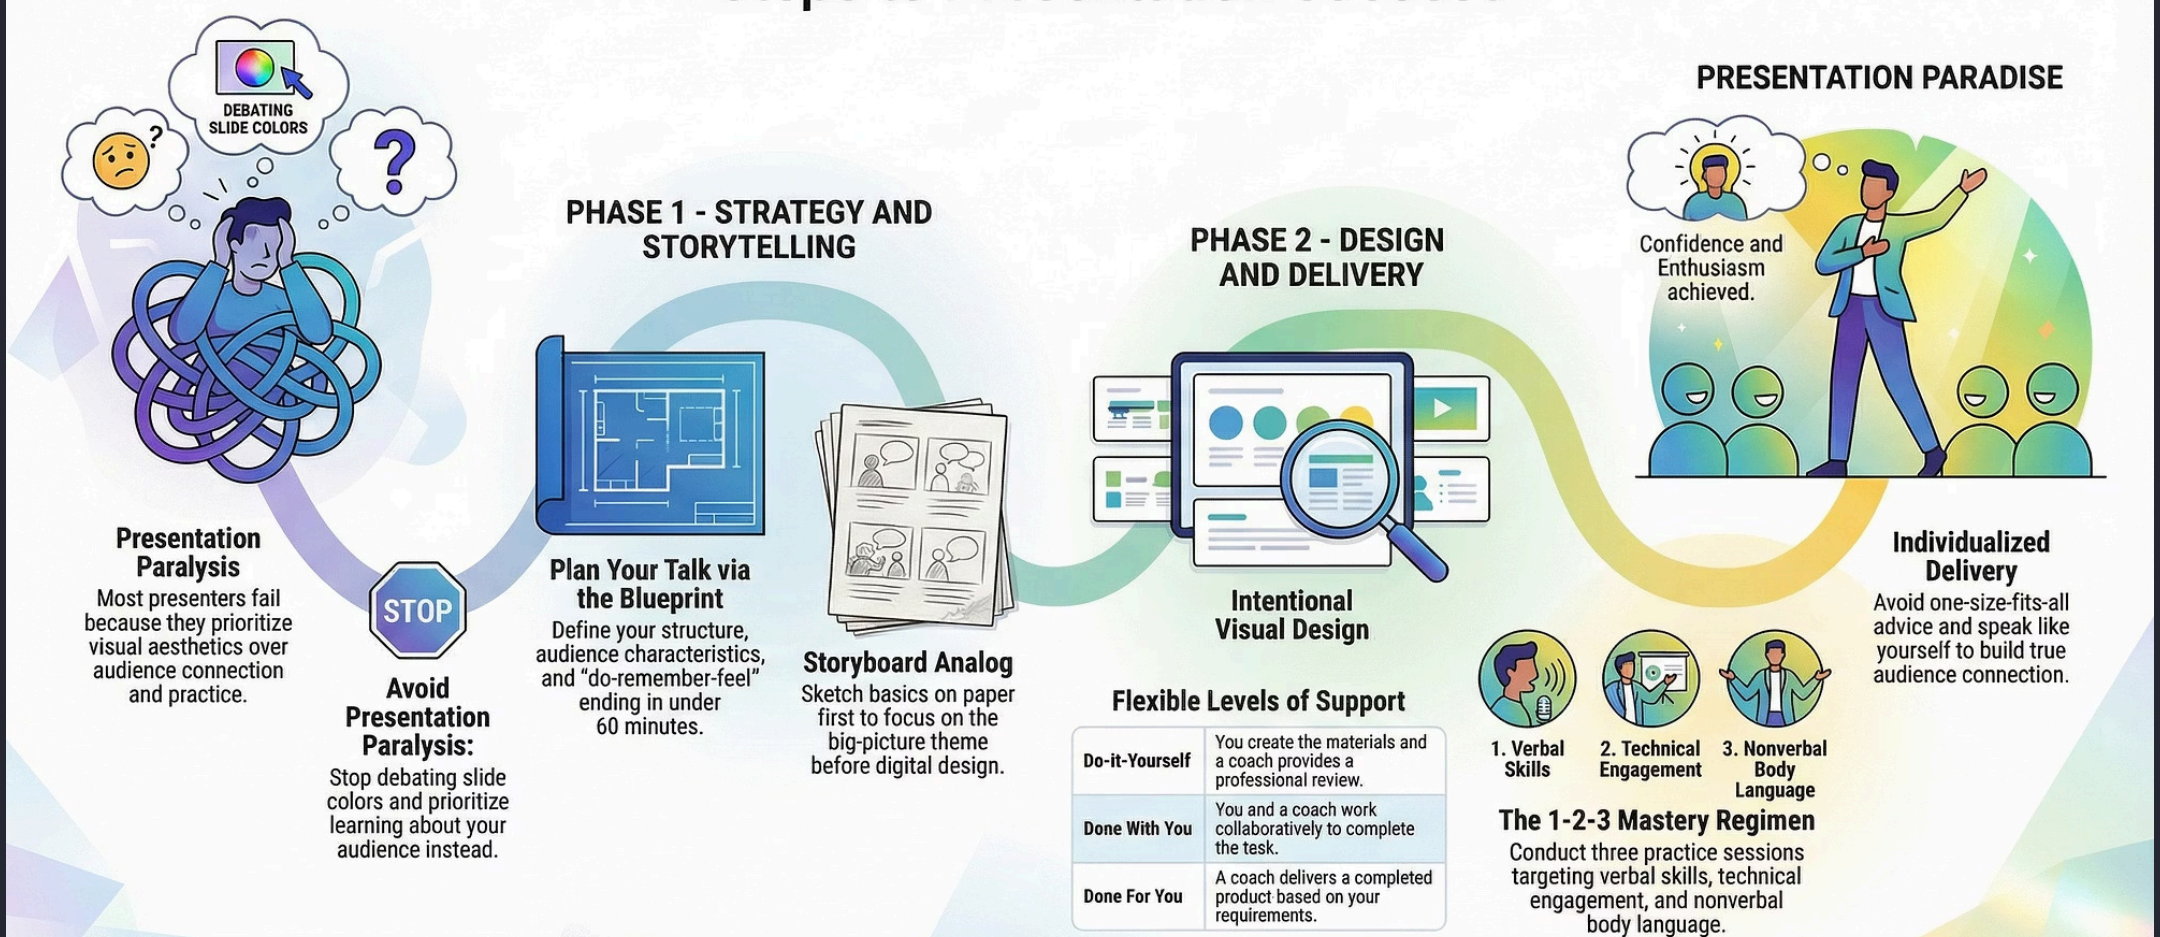 DEBATING
SLIDE COLORS
?
?
Presentation
Paralysis
Most presenters fail
because they prioritize
visual aesthetics over
audience connection
and practice.
STOP
Avoid
Presentation
Paralysis:
Stop debating slide
colors and prioritize
learning about your
audience instead.
PHASE 1 - STRATEGY AND
STORYTELLING
Plan Your Talk via
the Blueprint
Define your structure,
audience characteristics,
and “do-remember-feel”
ending in under
60 minutes.
Storyboard Analog
Sketch basics on paper
first to focus on the
big-picture theme
before digital design.
PHASE 2 - DESIGN
AND DELIVERY
Intentional
Visual Design
Flexible Levels of Support
Do-it-Yourself
You create the materials and
a coach provides a
professional review.
Done With You
You and a coach work
collaboratively to complete
the task.
Done For You
A coach delivers a completed
product based on your
requirements.
1. Verbal
Skills
2. Technical
Engagement
3. Nonverbal
Body
Language
The 1-2-3 Mastery Regimen
Conduct three practice sessions
targeting verbal skills, technical
engagement, and nonverbal
body language.
PRESENTATION PARADISE
Confidence and
Enthusiasm
achieved.
Individualized
Delivery
Avoid one-size-fits-all
advice and speak like
yourself to build true
audience connection.